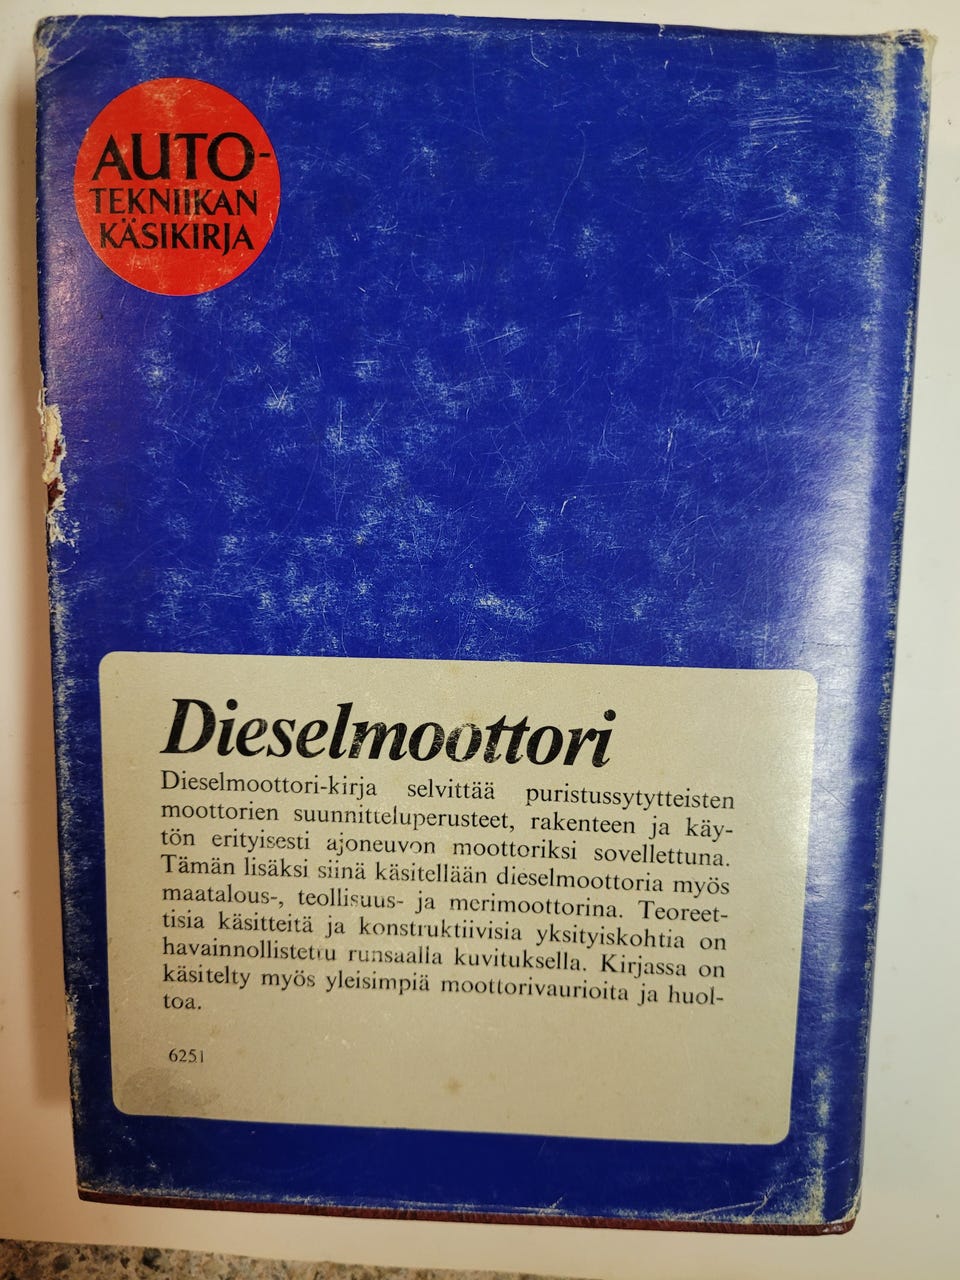 AUTO-
TEKNIIKAN
KÄSIKIRJA
Dieselmoottori
Dieselmoottori-kirja selvittää puristussytytteisten
moottorien suunnitteluperusteet, rakenteen ja käy-
tön erityisesti ajoneuvon moottoriksi sovellettuna.
Tämän lisäksi siinä käsitellään dieselmoottoria myös
maatalous-, teollisuus- ja merimoottorina. Teoreet-
tisia käsitteitä ja konstruktiivisia yksityiskohtia on
havainnollistettu runsaalla kuvituksella. Kirjassa on
käsitelty myös yleisimpiä moottorivaurioita ja huol-
toa.
6251